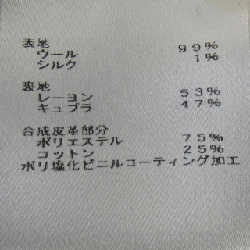 表地
ウール 99%
シルク 1%
裏地
レーヨン 53%
キュプラ 47%
合成皮革部分
ポリエステル 75%
コットン 25%
ポリ塩化ビニルコーティング加工